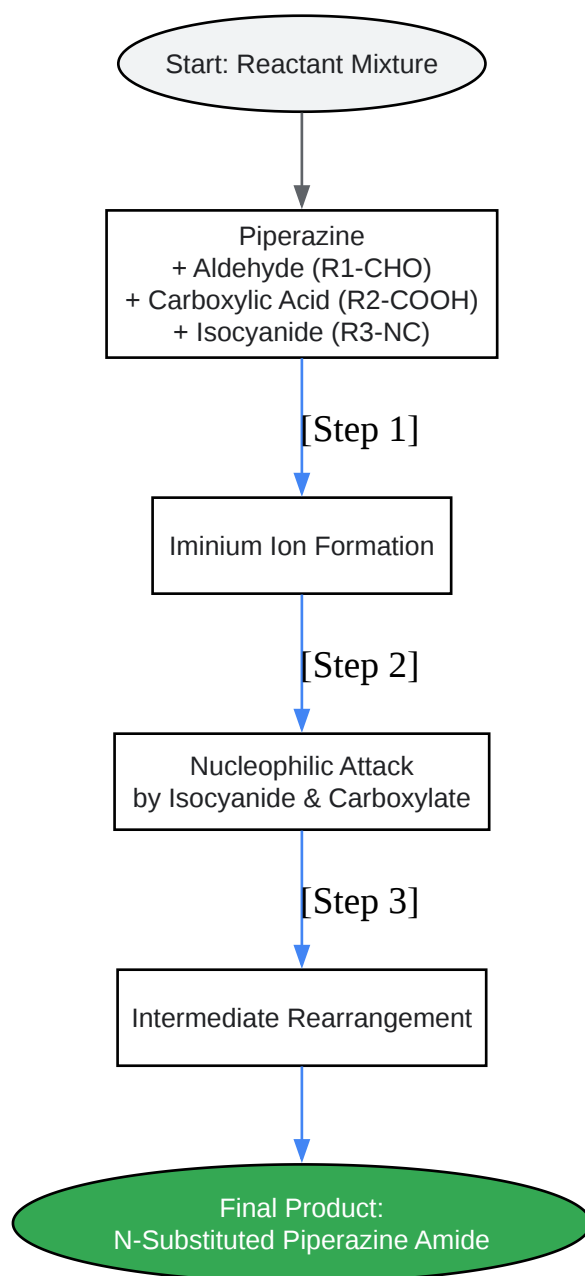 Start: Reactant Mixture
Piperazine
+ Aldehyde (R1-CHO)
+ Carboxylic Acid (R2-COOH)
+ Isocyanide (R3-NC)
[Step 1]
Iminium Ion Formation
[Step 2]
Nucleophilic Attack
by Isocyanide & Carboxylate
[Step 3]
Intermediate Rearrangement
Final Product:
N-Substituted Piperazine Amide